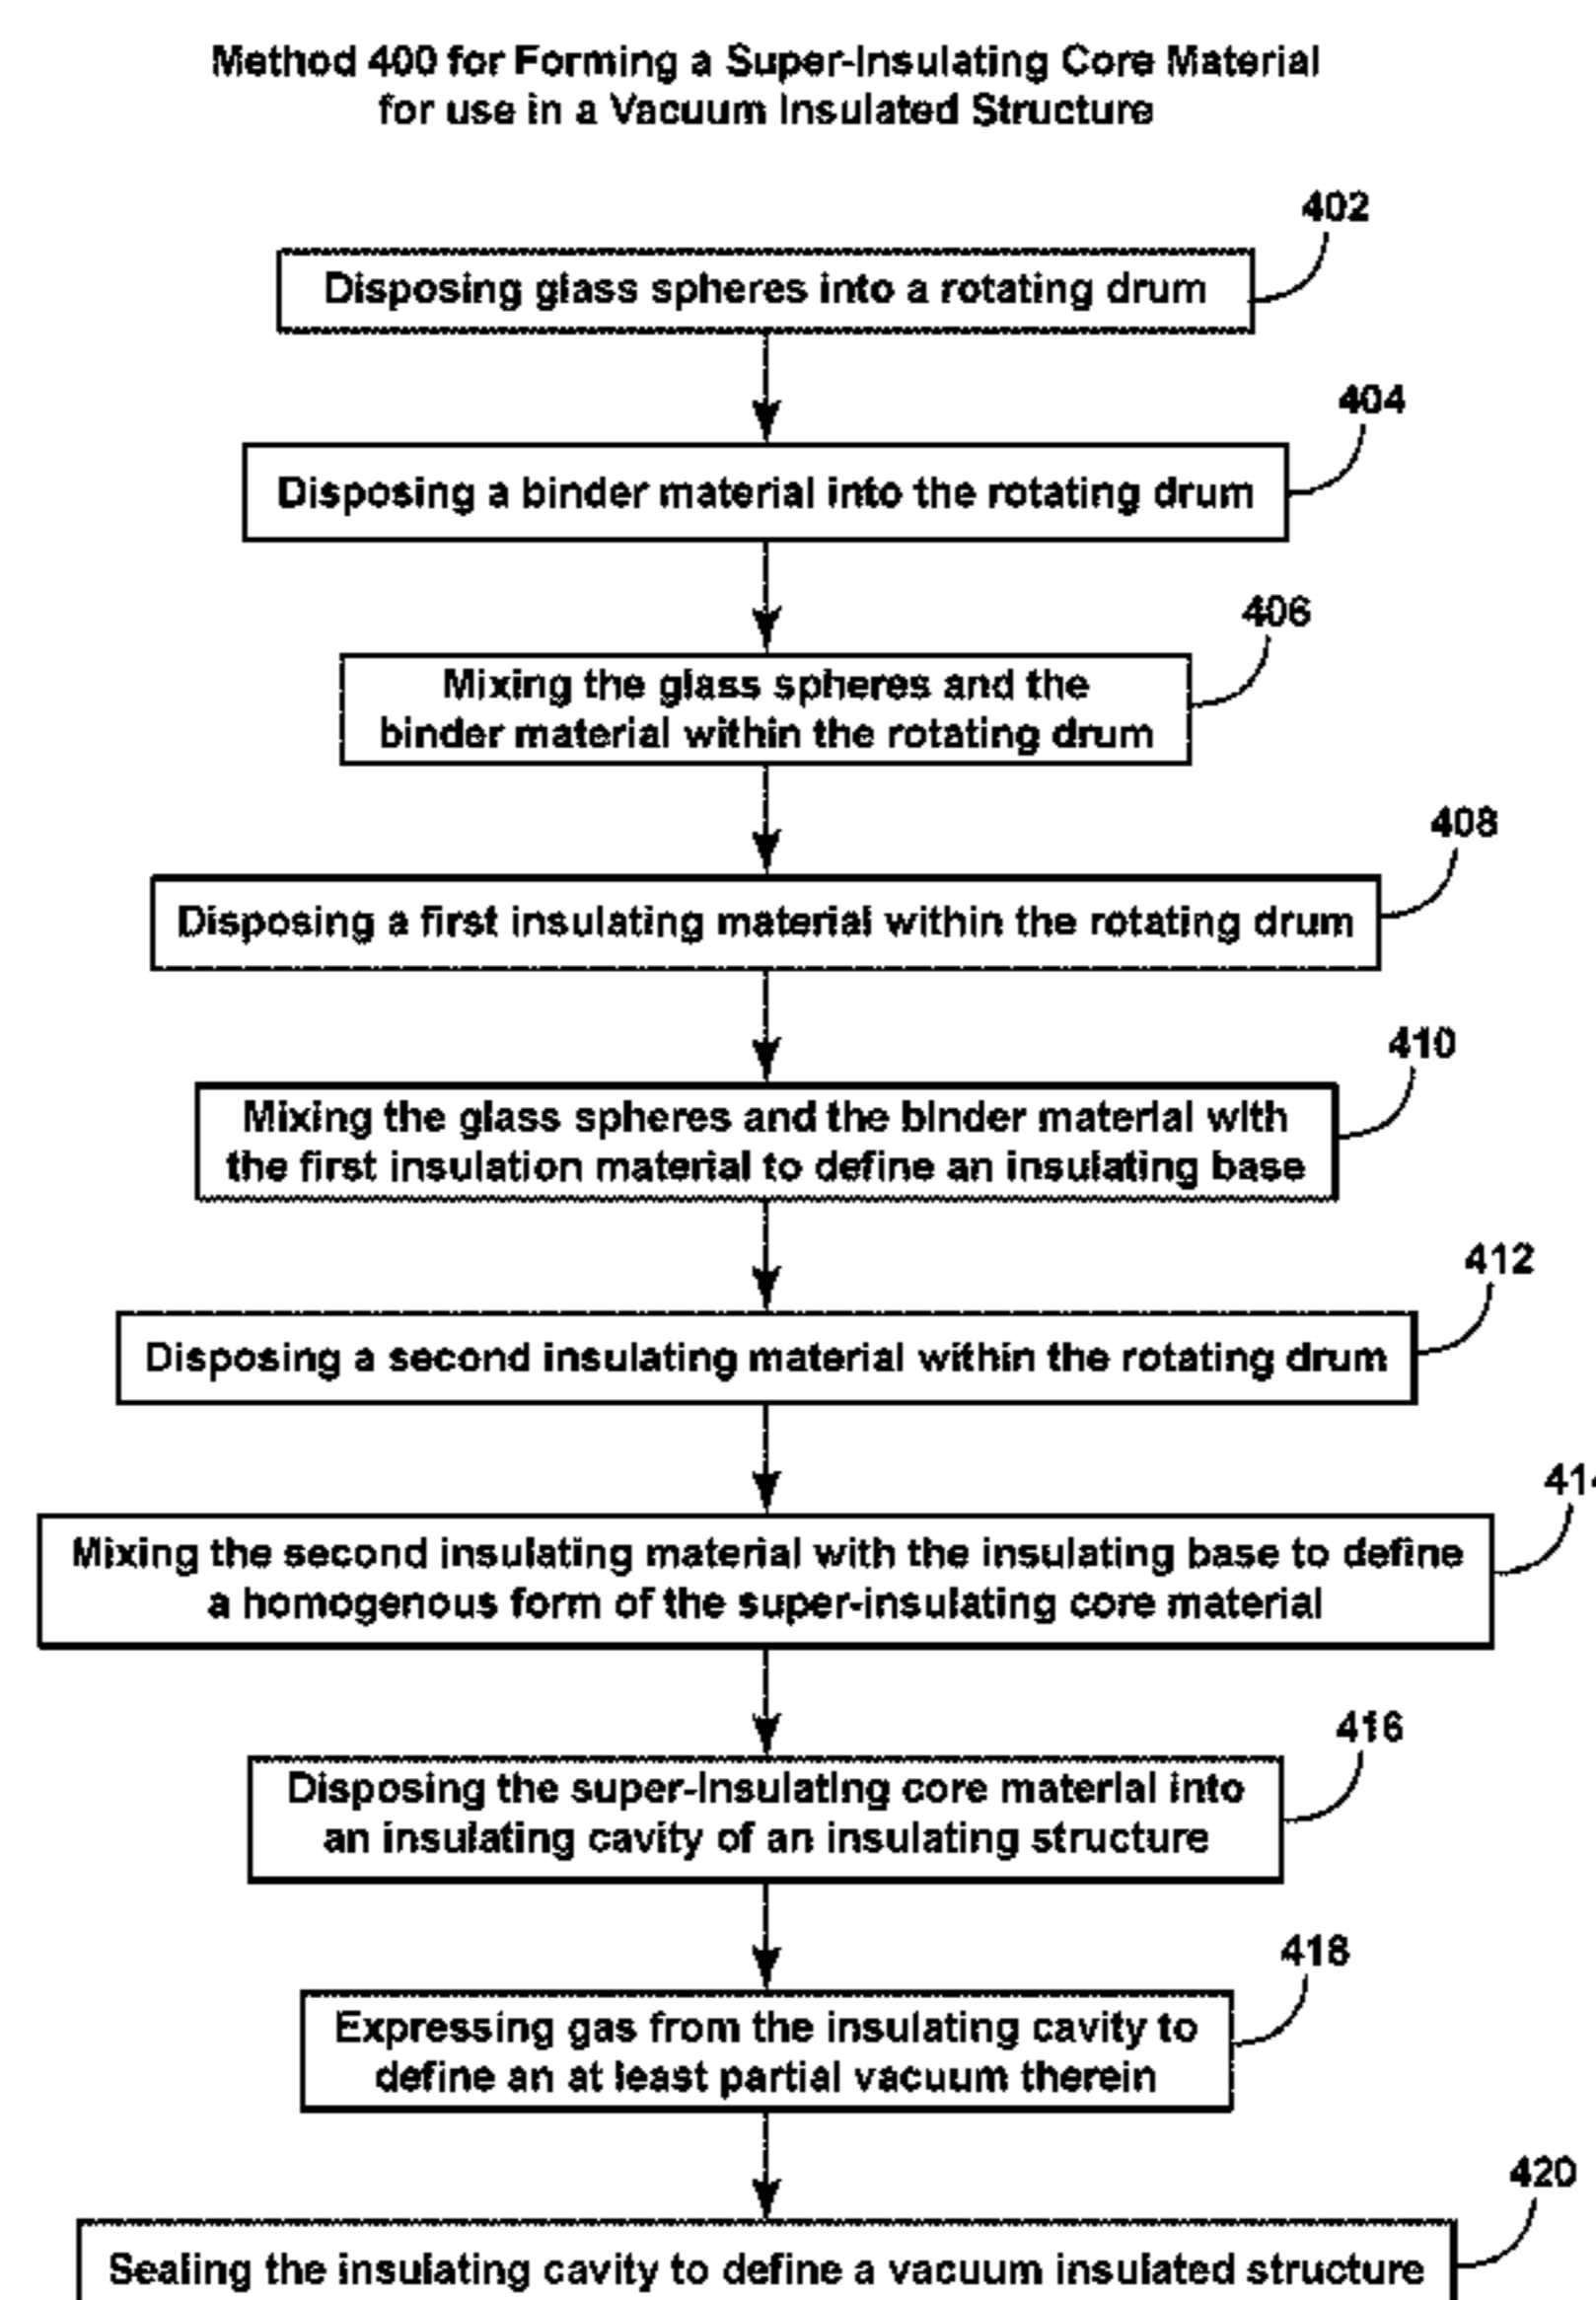 Method 400 for Forming a Super-Insulating Core Material
for use in a Vacuum Insulated Structure
402
Disposing glass spheres into a rotating drum
404
Disposing a binder material into the rotating drum
406
Mixing the glass spheres and the
binder material within the rotating drum
408
Disposing a first insulating material within the rotating drum
410
Mixing the glass spheres and the binder material with
the first insulation material to define an insulating base
412
Disposing a second insulating material within the rotating drum
414
Mixing the second insulating material with the insulating base to define
a homogenous form of the super-insulating core material
416
Disposing the super-insulating core material into
an insulating cavity of an insulating structure
418
Expressing gas from the insulating cavity to
define an at least partial vacuum therein
420
Sealing the insulating cavity to define a vacuum insulated structure